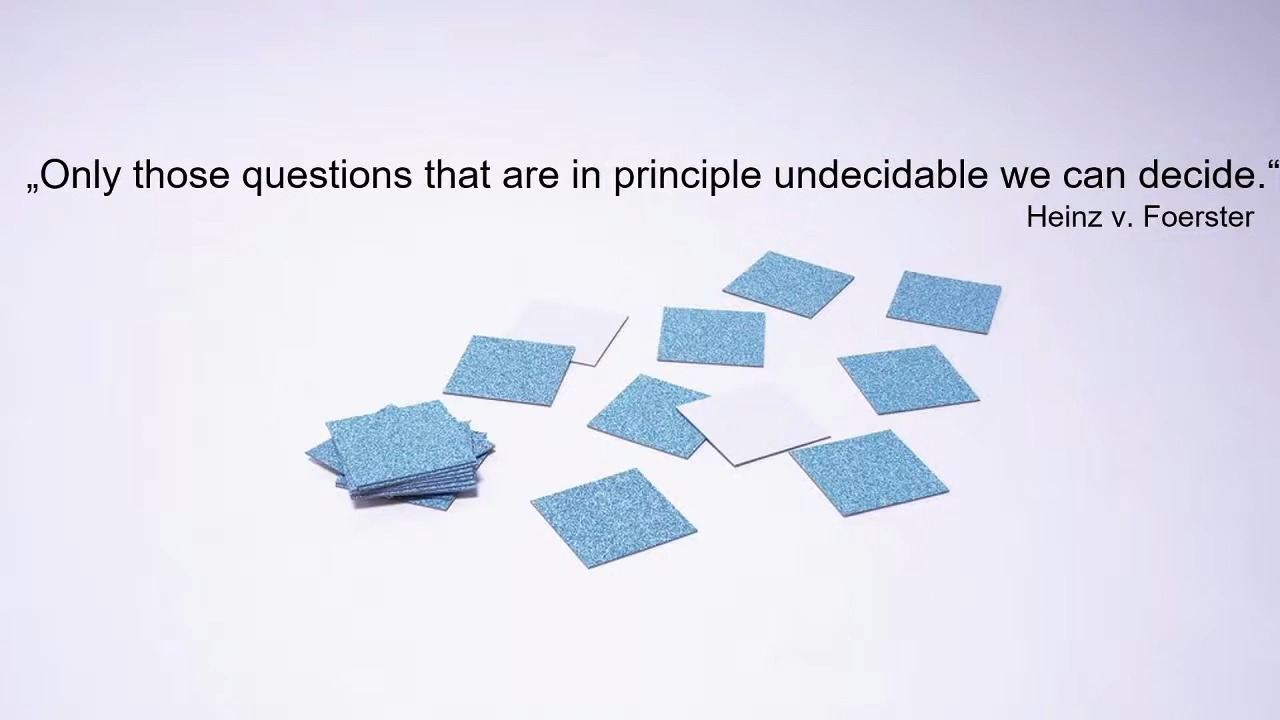 „Only those questions that are in principle undecidable we can decide.“
Heinz v. Foerster